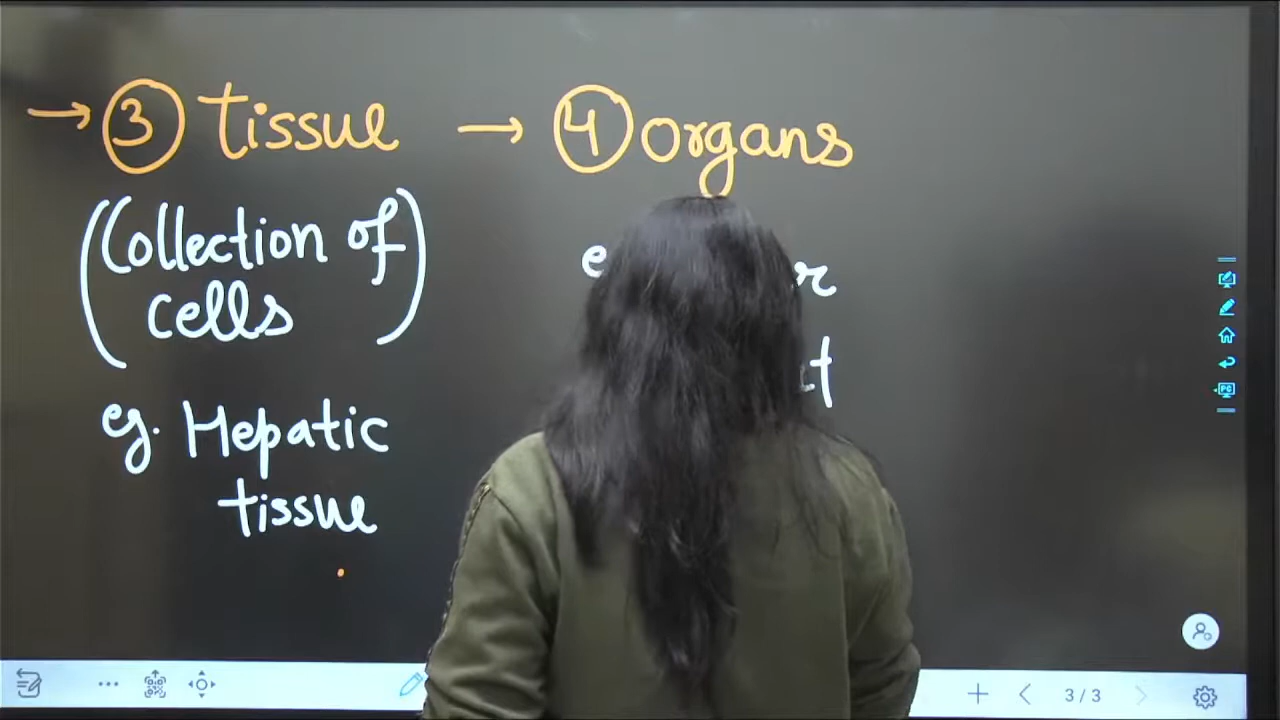 → ③ tissue → ④ organs
(Collection of
cells)
eg. Hepatic
tissue
3/3